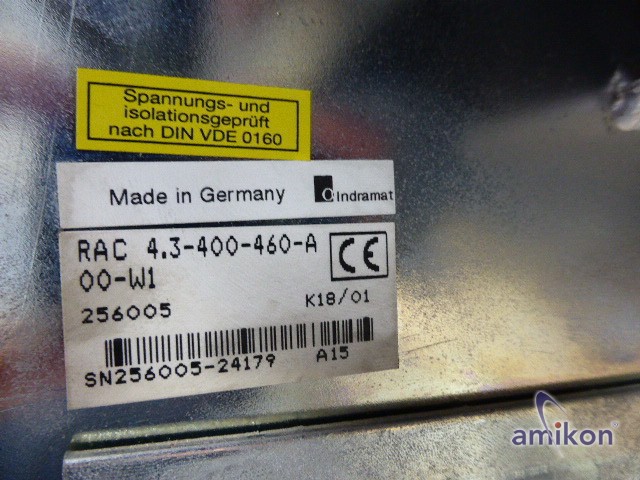 Spannungs- und
isolationsgeprüft
nach DIN VDE 0160
Made in Germany
Indramat
RAC 4.3-400-460-A
00-W1
CE
256005
K18/01
SN256005-24179
A15
amikon